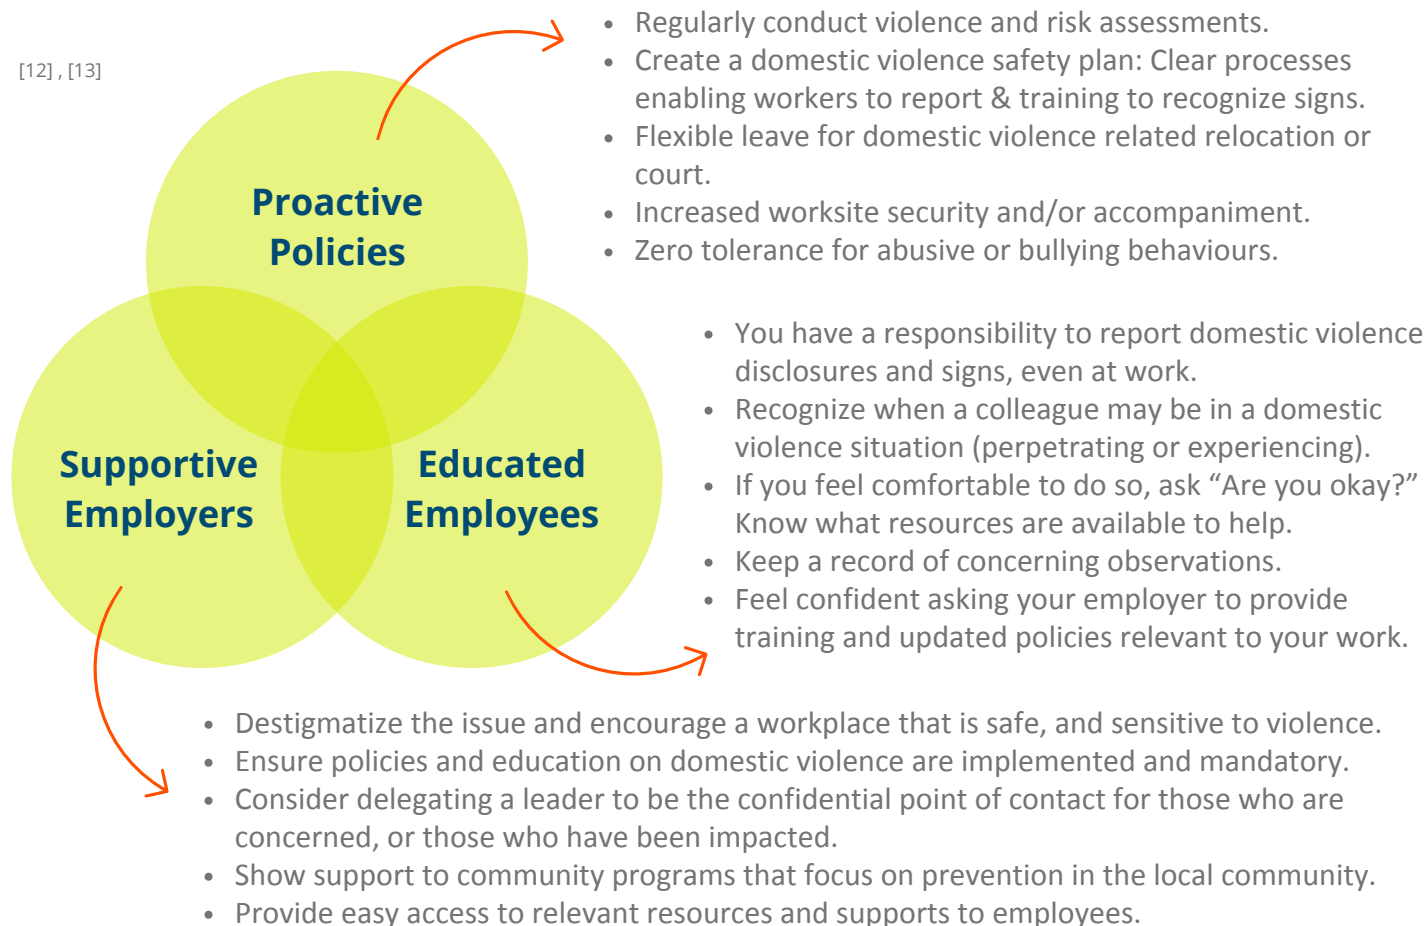 [12] , [13]
Proactive
Policies
Supportive
Employers
Educated
Employees
• Regularly conduct violence and risk assessments.
• Create a domestic violence safety plan: Clear processes
enabling workers to report & training to recognize signs.
• Flexible leave for domestic violence related relocation or
court.
• Increased worksite security and/or accompaniment.
• Zero tolerance for abusive or bullying behaviours.
• You have a responsibility to report domestic violence
disclosures and signs, even at work.
• Recognize when a colleague may be in a domestic
violence situation (perpetrating or experiencing).
• If you feel comfortable to do so, ask “Are you okay?”
Know what resources are available to help.
• Keep a record of concerning observations.
• Feel confident asking your employer to provide
training and updated policies relevant to your work.
• Destigmatize the issue and encourage a workplace that is safe, and sensitive to violence.
• Ensure policies and education on domestic violence are implemented and mandatory.
• Consider delegating a leader to be the confidential point of contact for those who are
concerned, or those who have been impacted.
• Show support to community programs that focus on prevention in the local community.
• Provide easy access to relevant resources and supports to employees.